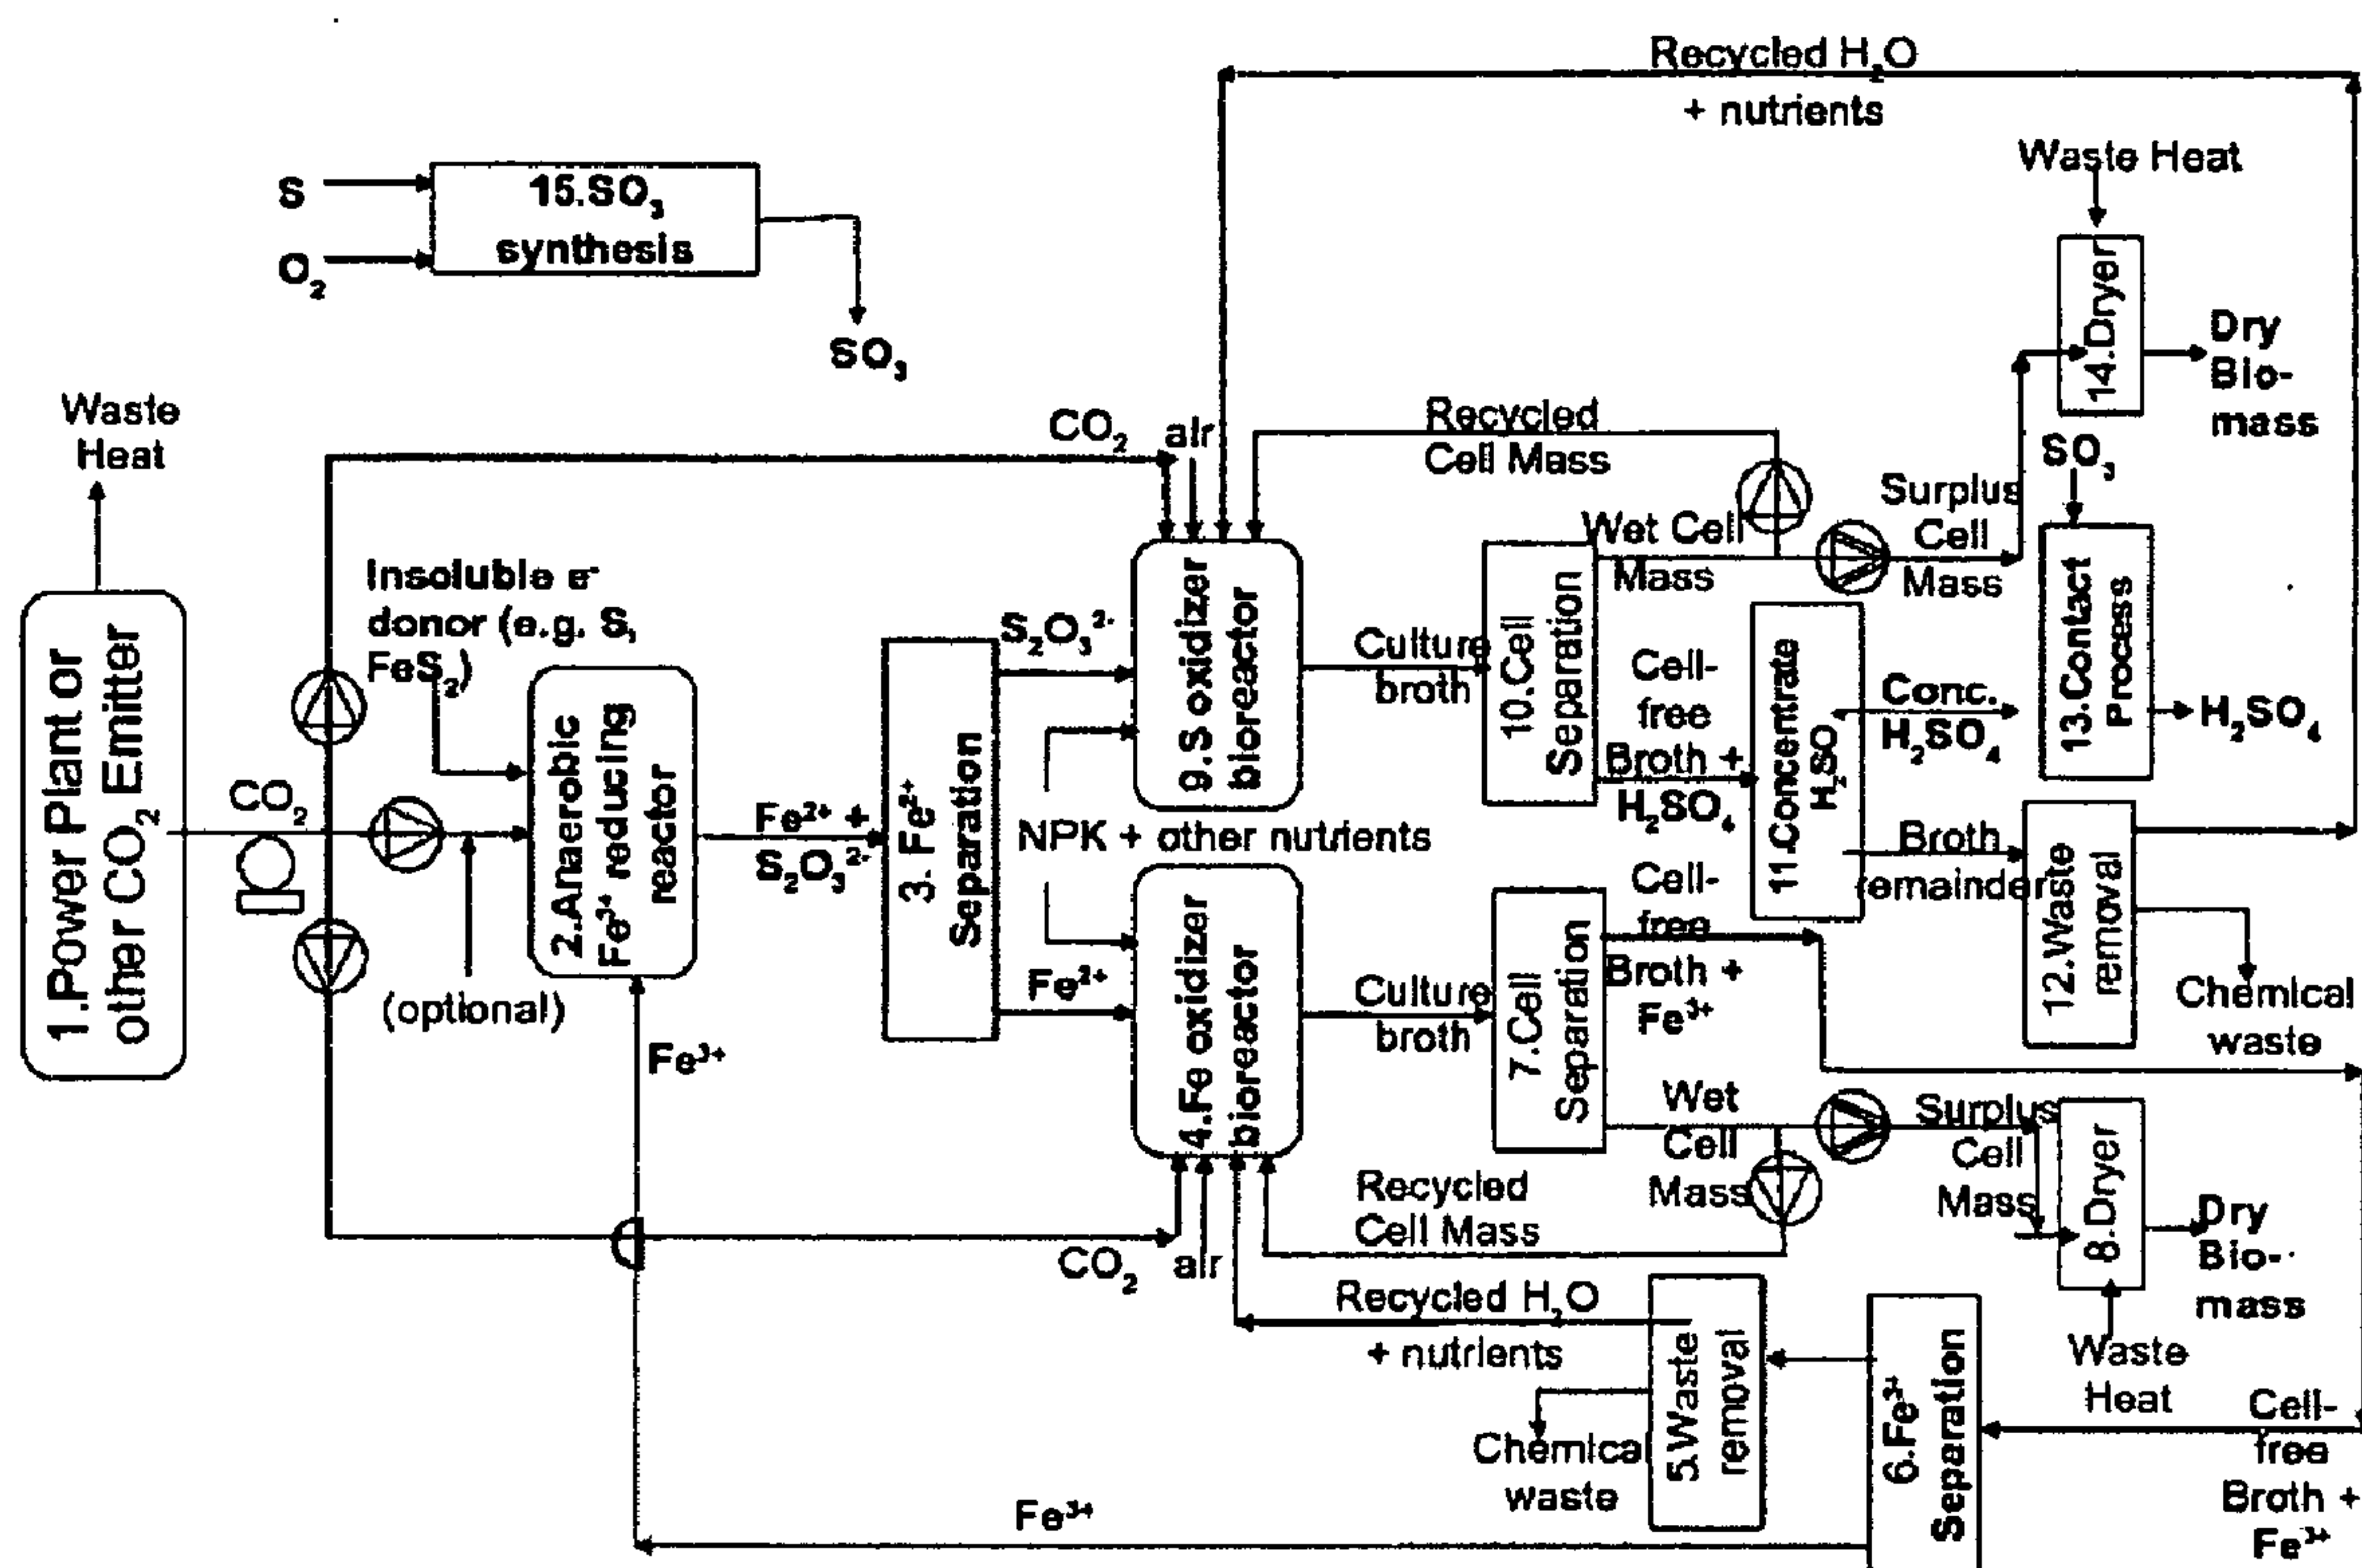 Recycled H₂O
+ nutrients
Waste Heat
S
O₂
15.SO₃
synthesis
SO₃
14.Dryer
Dry
Bio-
mass
Waste
Heat
CO₂
air
Recycled
Cell Mass
SO₃
Surplus
Cell
Mass
Wet Cell
Mass
Insoluble e⁻
donor (e.g. S,
FeS₂)
1.Power Plant or
other CO₂ Emitter
CO₂
(optional)
2.Anaerobic
Fe³⁺ reducing
reactor
Fe³⁺
Fe²⁺ +
S₂O₃²⁻
3. Fe²⁺
Separation
S₂O₃²⁻
9.S oxidizer
bioreactor
Culture
broth
10.Cell
Separation
Cell-
free
Broth +
H₂SO₄
11.Concentrate
H₂SO
Conc.
H₂SO₄
13.Contact
Process
H₂SO₄
NPK + other nutrients
Broth
remainder
12.Waste
removal
Chemical
waste
Fe²⁺
4.Fe oxidizer
bioreactor
Culture
broth
7.Cell
Separation
Cell-
free
Broth +
Fe³⁺
Wet
Cell
Mass
Surplus
Cell
Mass
8.Dryer
Dry
Bio-
mass
Waste
Heat
Recycled
Cell Mass
CO₂
air
Recycled H₂O
+ nutrients
5.Waste
removal
Chemical
waste
6.Fe³⁺
Separation
Cell-
free
Broth +
Fe³⁺
Fe³⁺